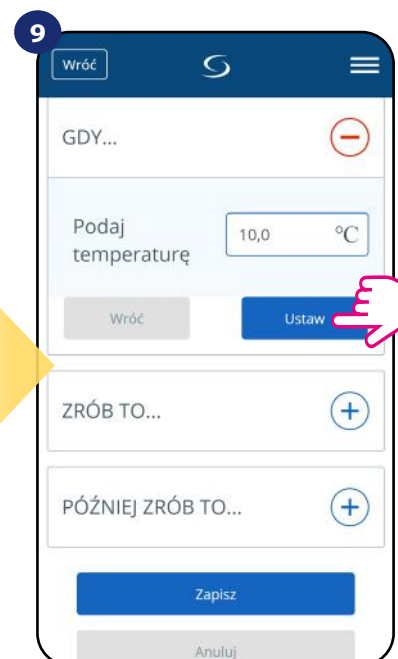 9
Wróć
GDY...
Podaj
temperaturę
10,0 °C
Wróć
Ustaw
ZRÓB TO...
PÓŹNIEJ ZRÓB TO...
Zapisz
Anuluj